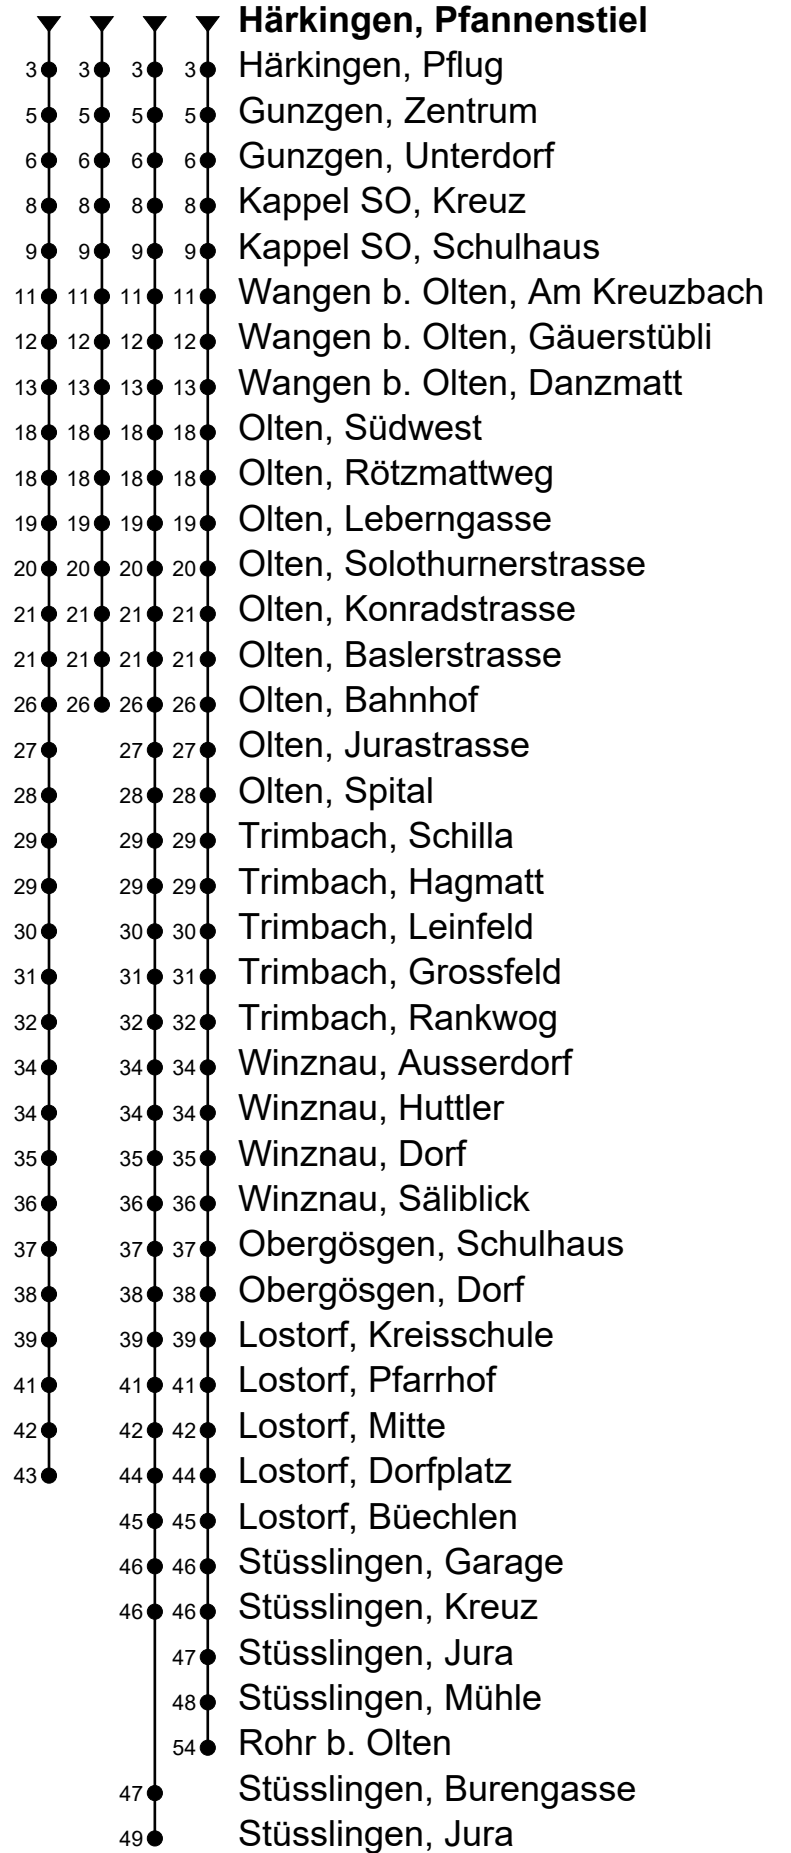 Härkingen, Pfannenstiel
3 3 3 3 Härkingen, Pflug
5 5 5 5 Gunzgen, Zentrum
6 6 6 6 Gunzgen, Unterdorf
8 8 8 8 Kappel SO, Kreuz
9 9 9 9 Kappel SO, Schulhaus
11 11 11 11 Wangen b. Olten, Am Kreuzbach
12 12 12 12 Wangen b. Olten, Gäuerstübli
13 13 13 13 Wangen b. Olten, Danzmatt
18 18 18 18 Olten, Südwest
18 18 18 18 Olten, Rötzmattweg
19 19 19 19 Olten, Leberngasse
20 20 20 20 Olten, Solothurnerstrasse
21 21 21 21 Olten, Konradstrasse
21 21 21 21 Olten, Baslerstrasse
26 26 26 26 Olten, Bahnhof
27 27 27 Olten, Jurastrasse
28 28 28 Olten, Spital
29 29 29 Trimbach, Schilla
29 29 29 Trimbach, Hagmatt
30 30 30 Trimbach, Leinfeld
31 31 31 Trimbach, Grossfeld
32 32 32 Trimbach, Rankwog
34 34 34 Winznau, Ausserdorf
34 34 34 Winznau, Huttler
35 35 35 Winznau, Dorf
36 36 36 Winznau, Säliblick
37 37 37 Obergösgen, Schulhaus
38 38 38 Obergösgen, Dorf
39 39 39 Lostorf, Kreisschule
41 41 41 Lostorf, Pfarrhof
42 42 42 Lostorf, Mitte
43 44 44 Lostorf, Dorfplatz
45 45 Lostorf, Büechlen
46 46 Stüsslingen, Garage
46 46 Stüsslingen, Kreuz
47 Stüsslingen, Jura
48 Stüsslingen, Mühle
54 Rohr b. Olten
47 Stüsslingen, Burengasse
49 Stüsslingen, Jura